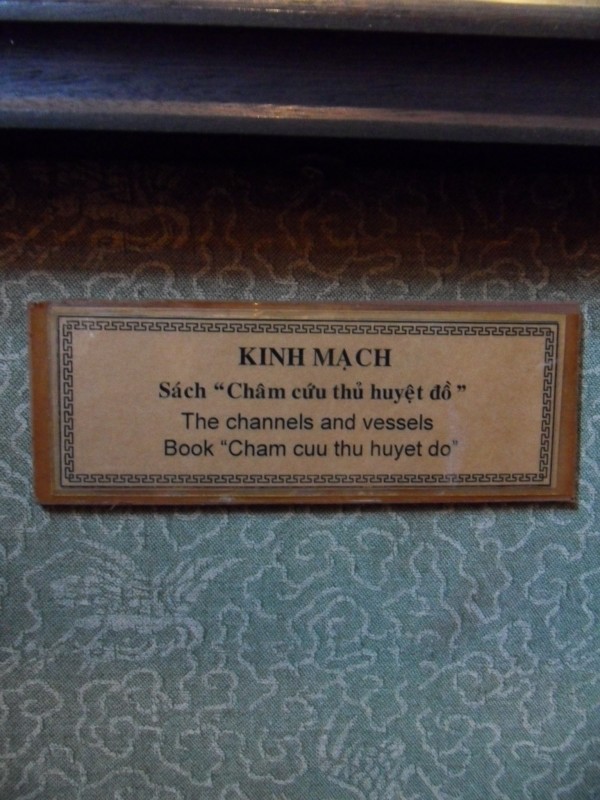 KINH MẠCH
Sách “Châm cứu thủ huyệt đồ”
The channels and vessels
Book “Cham cuu thu huyet do”